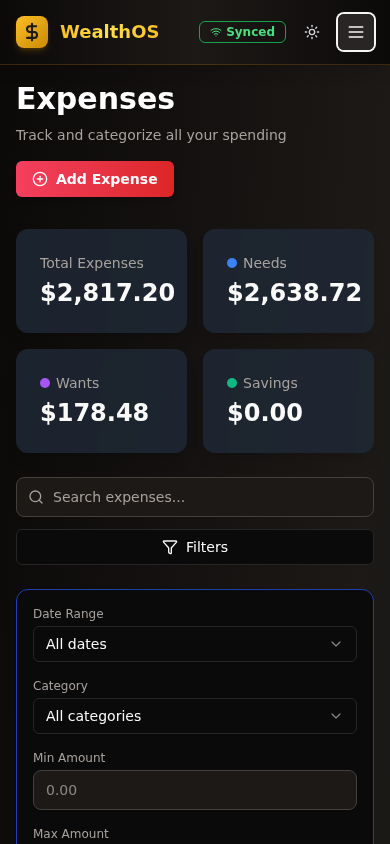 $ WealthOS
Synced
Expenses
Track and categorize all your spending
Add Expense
Total Expenses
$2,817.20
Needs
$2,638.72
Wants
$178.48
Savings
$0.00
Search expenses...
Filters
Date Range
All dates
Category
All categories
Min Amount
0.00
Max Amount